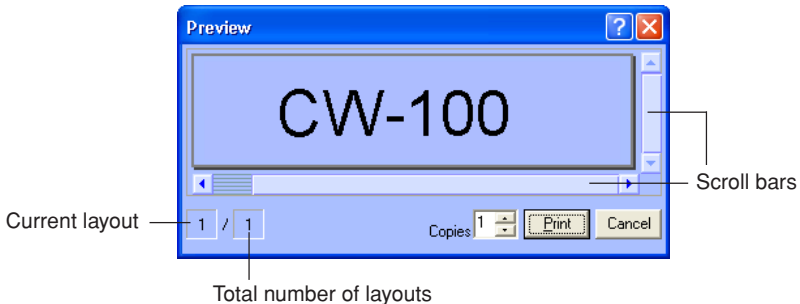 Preview
CW-100
Scroll bars
Current layout
1 / 1
Copies 1
Print
Cancel
Total number of layouts